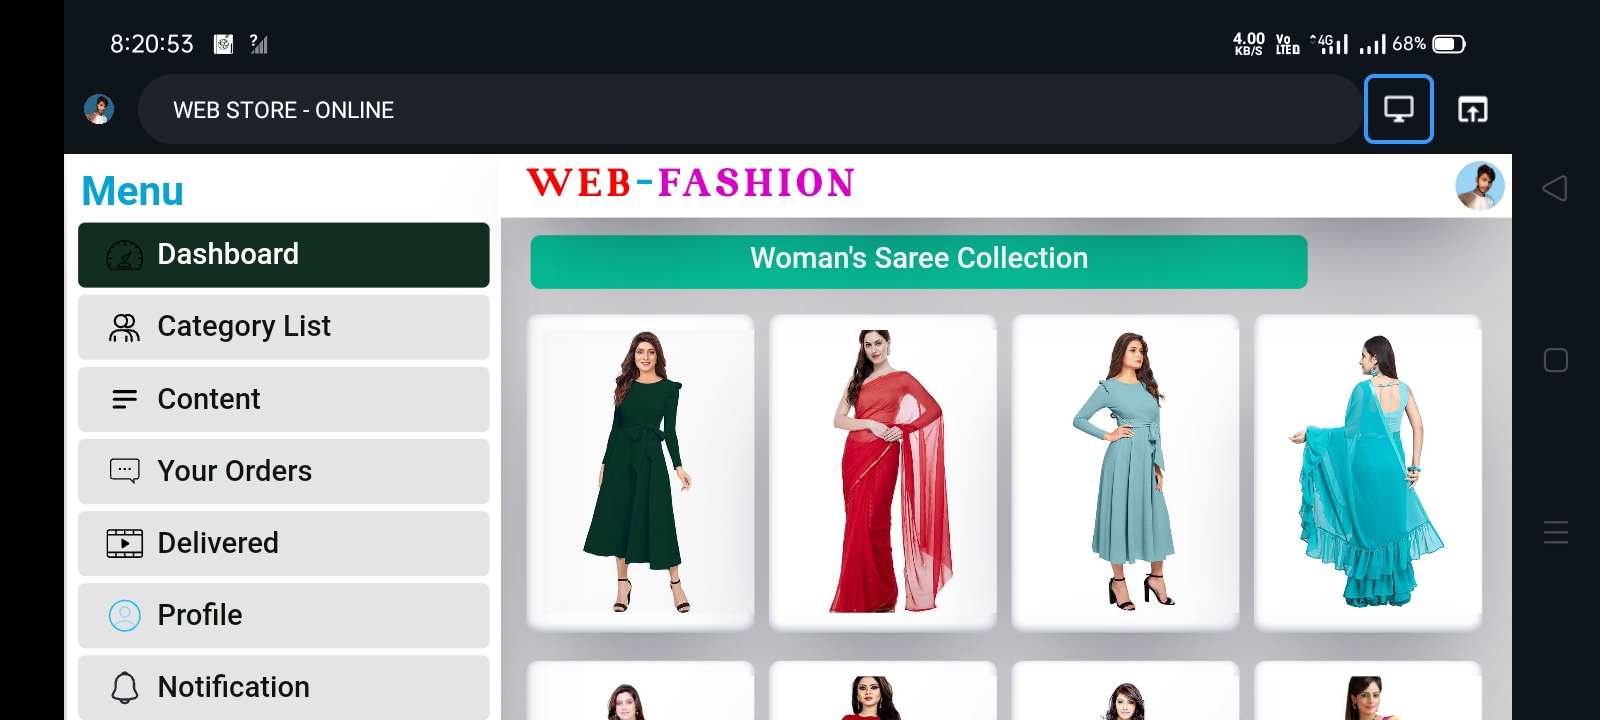 8:20:53
?
4.00 KB/S Vo LTE 4G 68%
WEB STORE - ONLINE
Menu
WEB-FASHION
Dashboard
Woman's Saree Collection
Category List
Content
Your Orders
Delivered
Profile
Notification